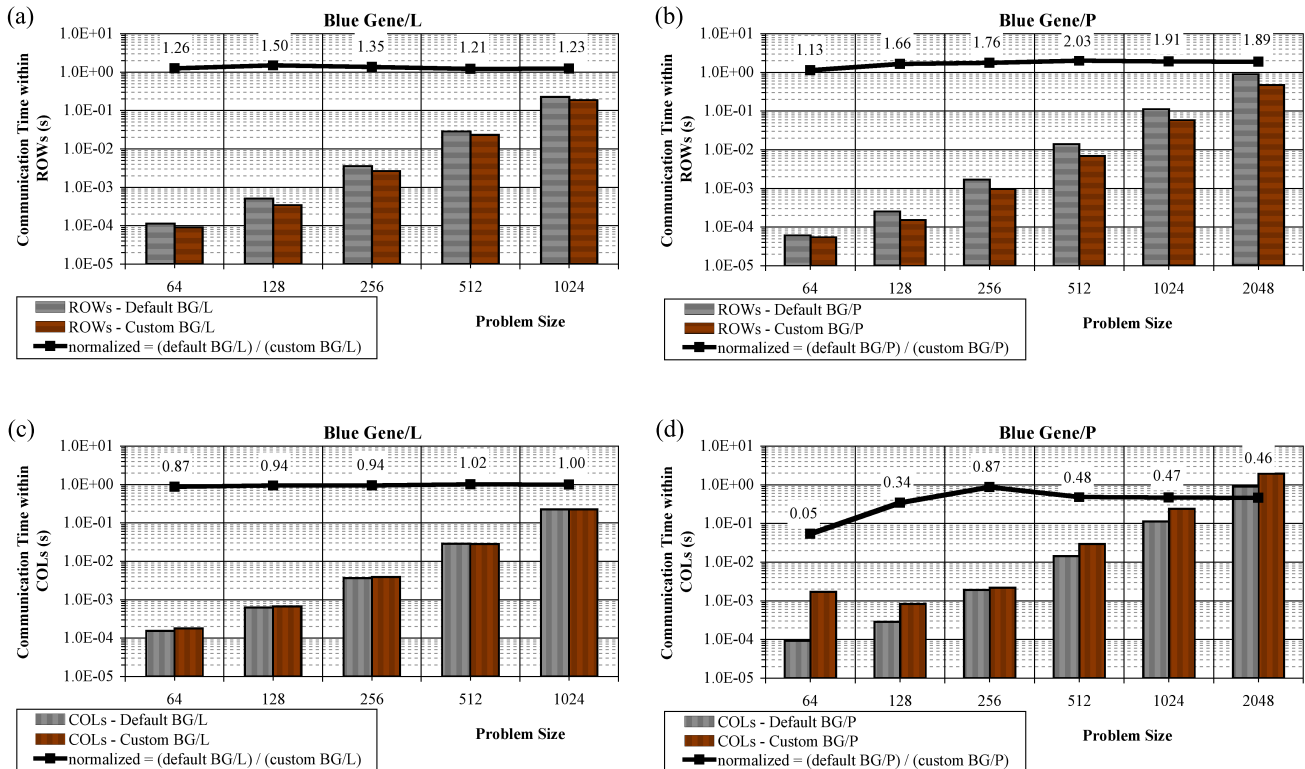 (a)
Blue Gene/L
Communication Time within
ROWs (s)
1.0E+01
1.0E+00
1.0E-01
1.0E-02
1.0E-03
1.0E-04
1.0E-05
1.26
1.50
1.35
1.21
1.23
64
128
256
512
1024
Problem Size
ROWs - Default BG/L
ROWs - Custom BG/L
normalized = (default BG/L) / (custom BG/L)
(b)
Blue Gene/P
Communication Time within
ROWs (s)
1.0E+01
1.0E+00
1.0E-01
1.0E-02
1.0E-03
1.0E-04
1.0E-05
1.13
1.66
1.76
2.03
1.91
1.89
64
128
256
512
1024
2048
Problem Size
ROWs - Default BG/P
ROWs - Custom BG/P
normalized = (default BG/P) / (custom BG/P)
(c)
Blue Gene/L
Communication Time within
COLs (s)
1.0E+01
1.0E+00
1.0E-01
1.0E-02
1.0E-03
1.0E-04
1.0E-05
0.87
0.94
0.94
1.02
1.00
64
128
256
512
1024
Problem Size
COLs - Default BG/L
COLs - Custom BG/L
normalized = (default BG/L) / (custom BG/L)
(d)
Blue Gene/P
Communication Time within
COLs (s)
1.0E+01
1.0E+00
1.0E-01
1.0E-02
1.0E-03
1.0E-04
1.0E-05
0.05
0.34
0.87
0.48
0.47
0.46
64
128
256
512
1024
2048
Problem Size
COLs - Default BG/P
COLs - Custom BG/P
normalized = (default BG/P) / (custom BG/P)